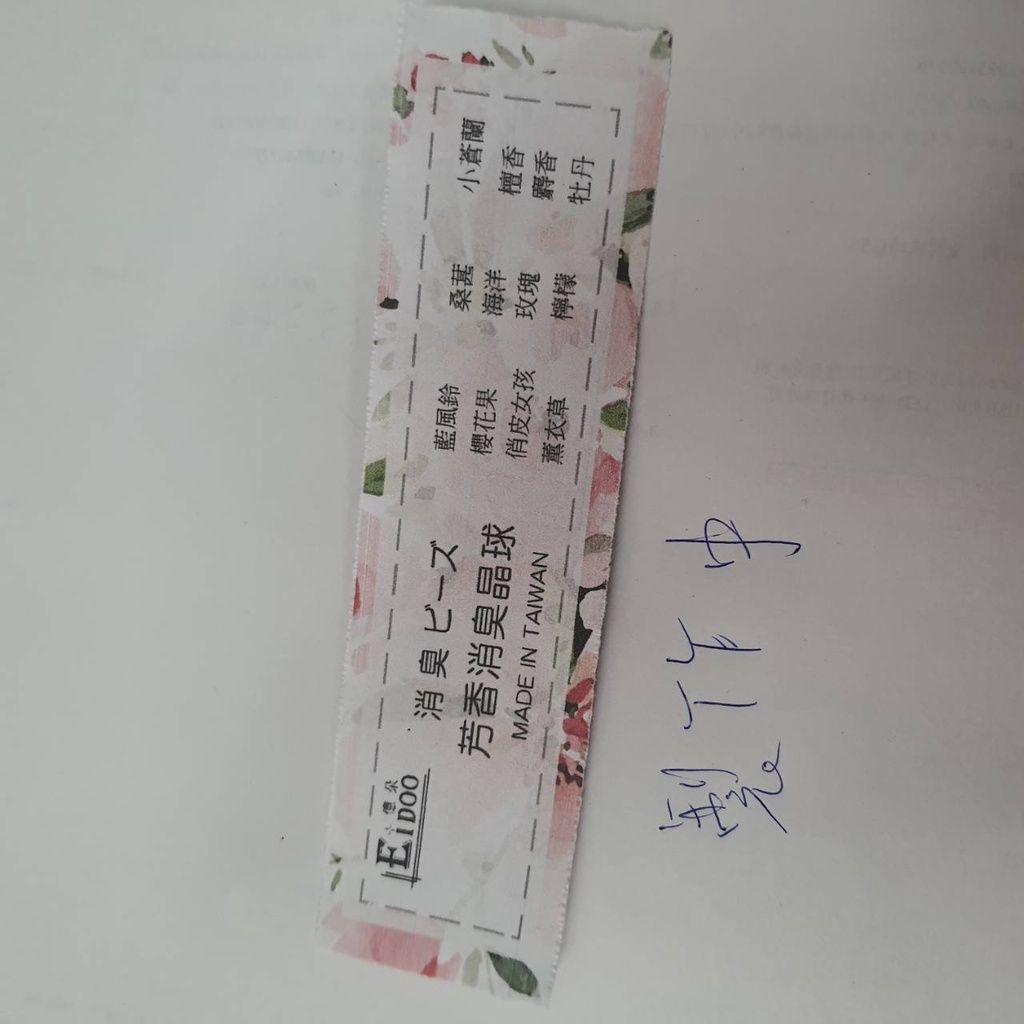 億朵
EiDOO
消臭ビーズ
芳香消臭晶球
MADE IN TAIWAN
藍風鈴 桑葚 小蒼蘭
櫻花果 海洋 檀香
俏皮女孩 玫瑰 麝香
薰衣草 檸檬 牡丹
製作中